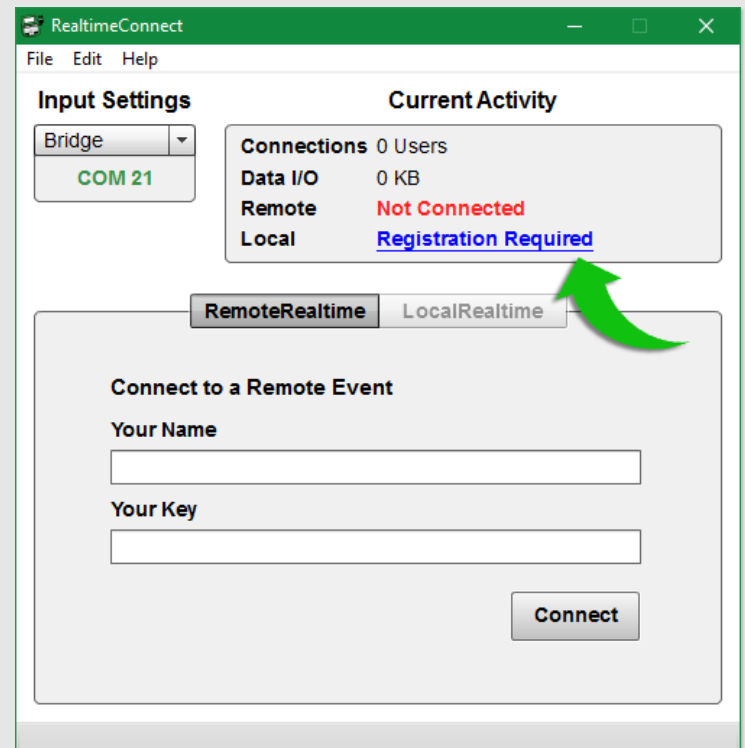 RealtimeConnect
File Edit Help
Input Settings
Bridge
COM 21
Current Activity
Connections 0 Users
Data I/O 0 KB
Remote Not Connected
Local Registration Required
RemoteRealtime LocalRealtime
Connect to a Remote Event
Your Name
Your Key
Connect